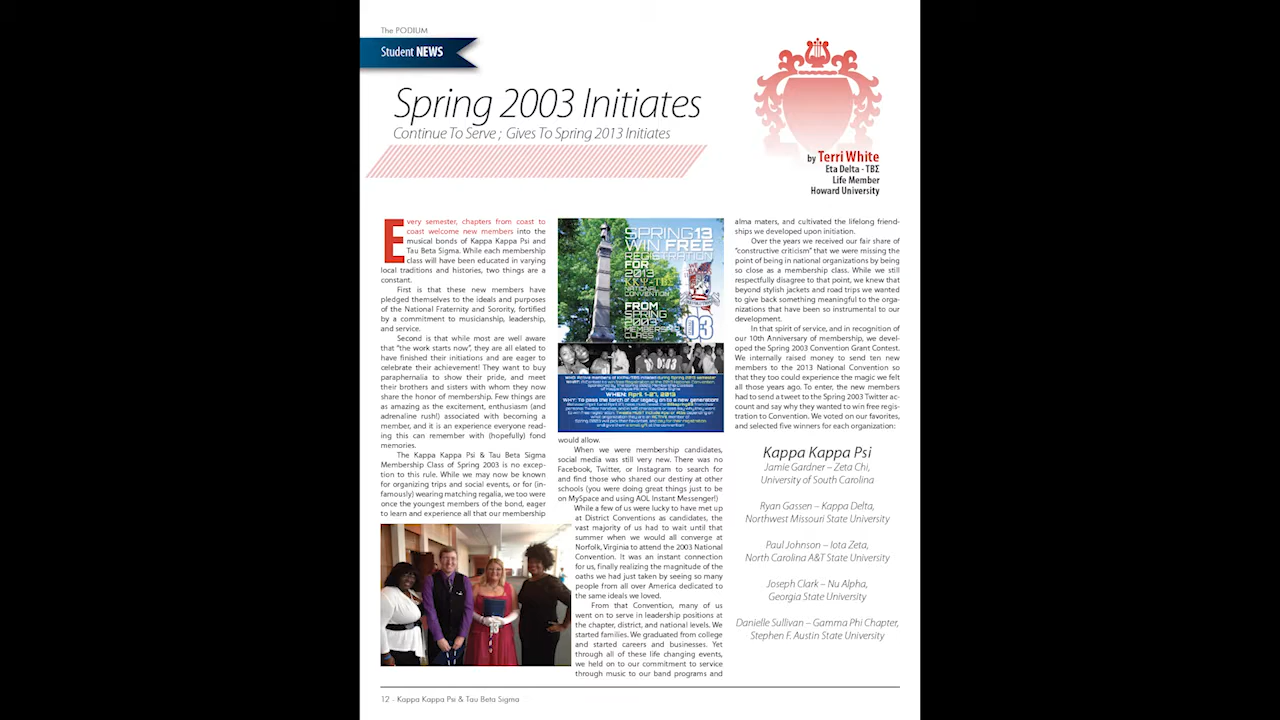 The PODIUM
Student NEWS
Spring 2003 Initiates
Continue To Serve ; Gives To Spring 2013 Initiates
by Terri White
Eta Delta - TBΣ
Life Member
Howard University
Every semester, chapters from coast to
coast welcome new members into the
musical bonds of Kappa Kappa Psi and
Tau Beta Sigma. While each membership
class will have been educated in varying
local traditions and histories, two things are a
constant.
First is that these new members have
pledged themselves to the ideals and purposes
of the National Fraternity and Sorority, fortified
by a commitment to musicianship, leadership,
and service.
Second is that while most are well aware
that "the work starts now", they are all elated to
have finished their initiations and are eager to
celebrate their achievement! They want to buy
paraphernalia to show their pride, and meet
their brothers and sisters with whom they now
share the honor of membership. Few things are
as amazing as the excitement, enthusiasm (and
adrenaline rush!) associated with becoming a
member, and it is an experience everyone read-
ing this can remember with (hopefully) fond
memories.
The Kappa Kappa Psi & Tau Beta Sigma
Membership Class of Spring 2003 is no excep-
tion to this rule. While we may now be known
for organizing trips and social events, or for (in-
famously) wearing matching regalia, we too were
once the youngest members of the bond, eager
to learn and experience all that our membership
SPRING13
WIN FREE
REGISTRATION
FOR
2013
KKΨ-TBΣ
NATIONAL
CONVENTION
FROM
SPRING
2003
MEMBERSHIP
CLASS
03
WHEN: April 1-27, 2013
WHY: To pass the torch of our legacy on to a new generation!
would allow.
When we were membership candidates,
social media was still very new. There was no
Facebook, Twitter, or Instagram to search for
and find those who shared our destiny at other
schools (you were doing great things just to be
on MySpace and using AOL Instant Messenger!)
While a few of us were lucky to have met up
at District Conventions as candidates, the
vast majority of us had to wait until that
summer when we would all converge at
Norfolk, Virginia to attend the 2003 National
Convention. It was an instant connection
for us, finally realizing the magnitude of the
oaths we had just taken by seeing so many
people from all over America dedicated to
the same ideals we loved.
From that Convention, many of us
went on to serve in leadership positions at
the chapter, district, and national levels. We
started families. We graduated from college
and started careers and businesses. Yet
through all of these life changing events,
we held on to our commitment to service
through music to our band programs and
alma maters, and cultivated the lifelong friend-
ships we developed upon initiation.
Over the years we received our fair share of
"constructive criticism" that we were missing the
point of being in national organizations by being
so close as a membership class. While we still
respectfully disagree to that point, we knew that
beyond stylish jackets and road trips we wanted
to give back something meaningful to the orga-
nizations that have been so instrumental to our
development.
In that spirit of service, and in recognition of
our 10th Anniversary of membership, we devel-
oped the Spring 2003 Convention Grant Contest.
We internally raised money to send ten new
members to the 2013 National Convention so
that they too could experience the magic we felt
all those years ago. To enter, the new members
had to send a tweet to the Spring 2003 Twitter ac-
count and say why they wanted to win free regis-
tration to Convention. We voted on our favorites,
and selected five winners for each organization:
Kappa Kappa Psi
Jamie Gardner – Zeta Chi,
University of South Carolina
Ryan Gassen – Kappa Delta,
Northwest Missouri State University
Paul Johnson – Iota Zeta,
North Carolina A&T State University
Joseph Clark – Nu Alpha,
Georgia State University
Danielle Sullivan – Gamma Phi Chapter,
Stephen F. Austin State University
12 - Kappa Kappa Psi & Tau Beta Sigma